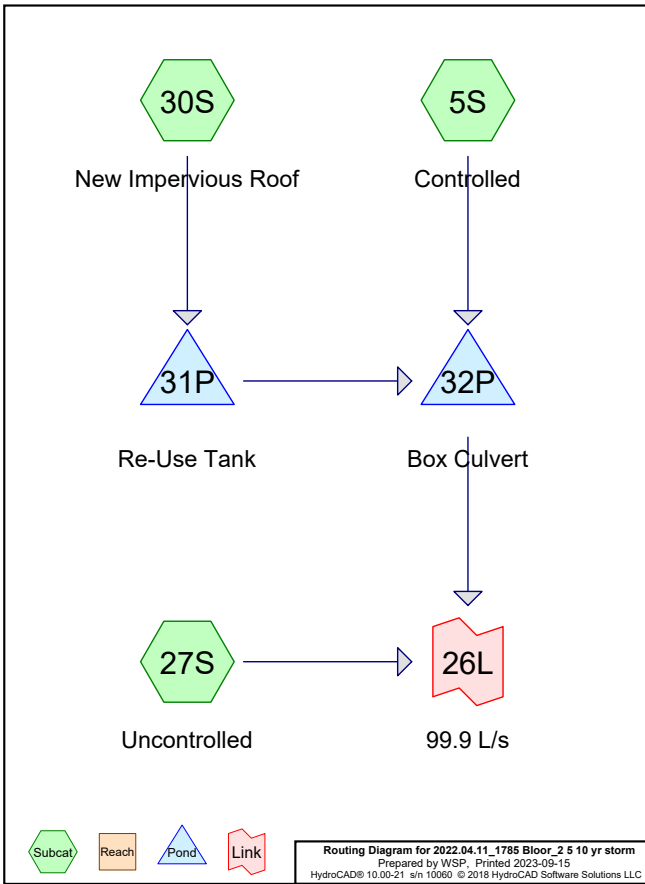 30S
5S
New Impervious Roof
Controlled
31P
32P
Re-Use Tank
Box Culvert
27S
26L
Uncontrolled
99.9 L/s
Subcat
Reach
Pond
Link
Routing Diagram for 2022.04.11_1785 Bloor_2 5 10 yr storm
Prepared by WSP, Printed 2023-09-15
HydroCAD® 10.00-21 s/n 10060 © 2018 HydroCAD Software Solutions LLC